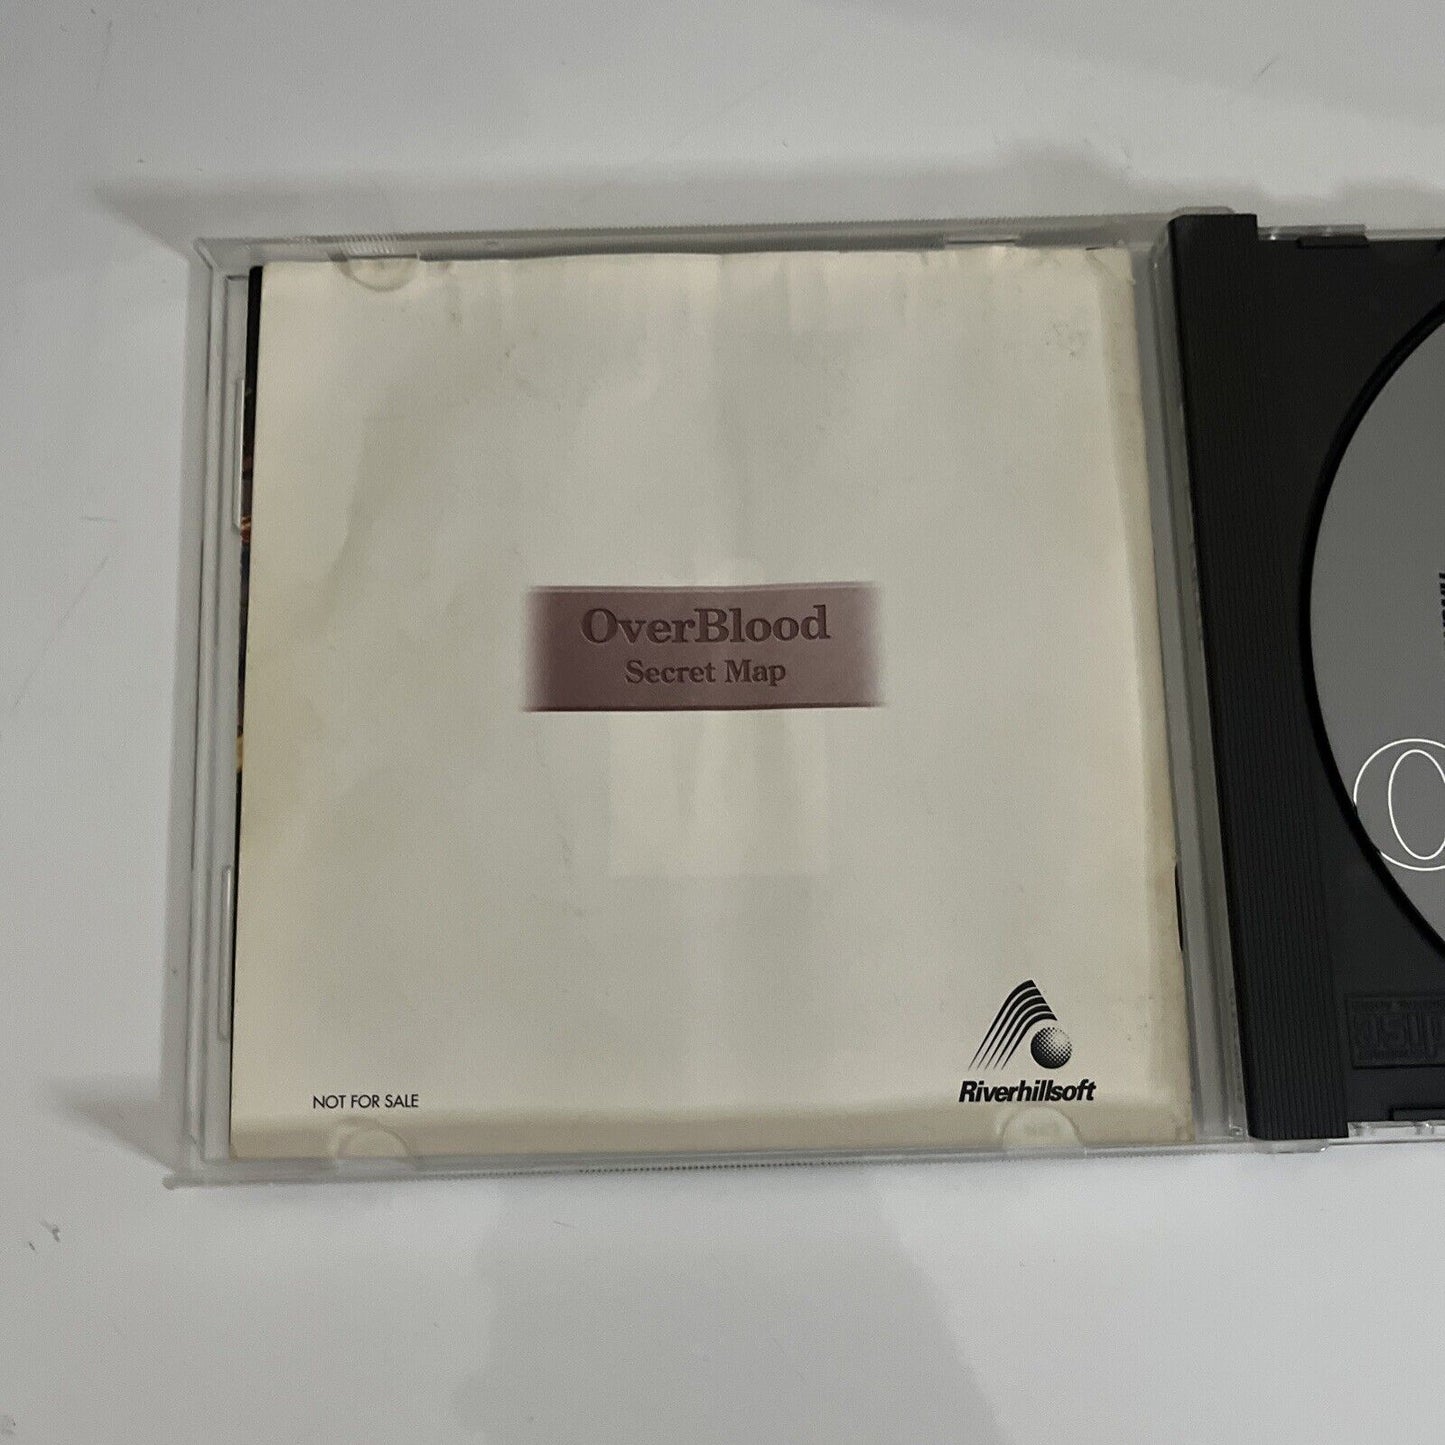 OverBlood
Secret Map
Riverhillsoft
NOT FOR SALE